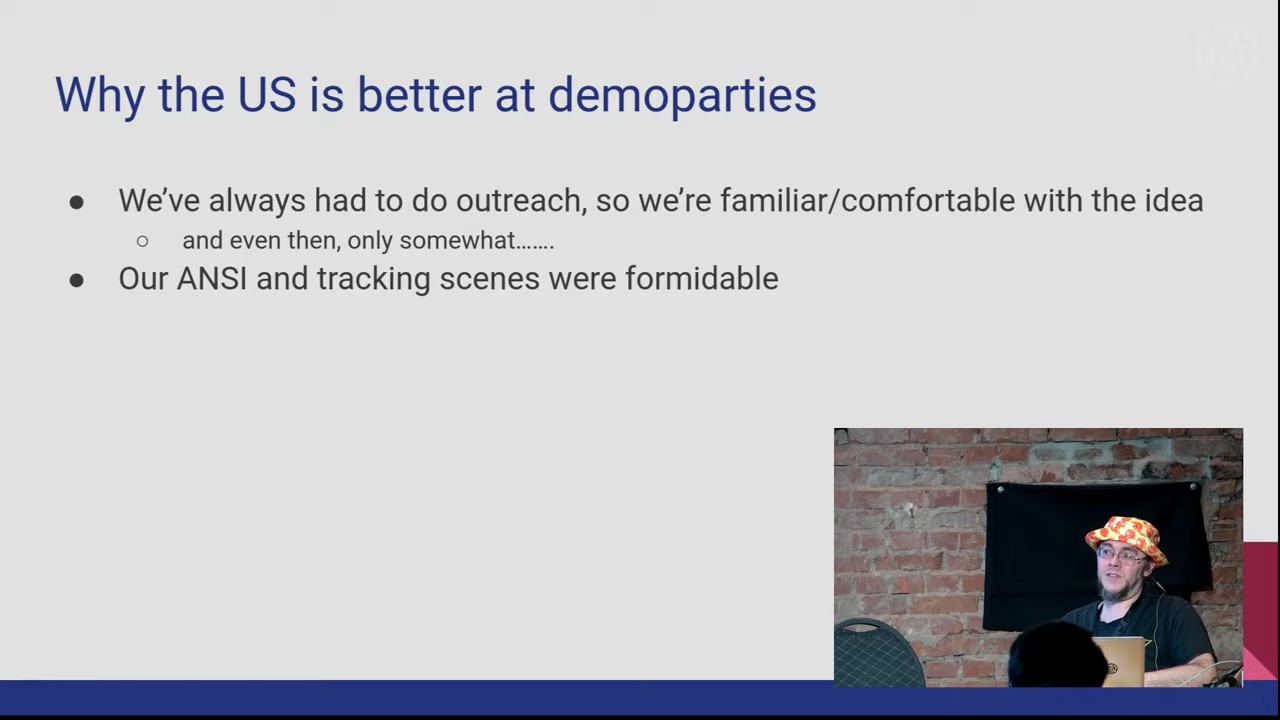 Why the US is better at demoparties
● We’ve always had to do outreach, so we’re familiar/comfortable with the idea
○ and even then, only somewhat…….
● Our ANSI and tracking scenes were formidable